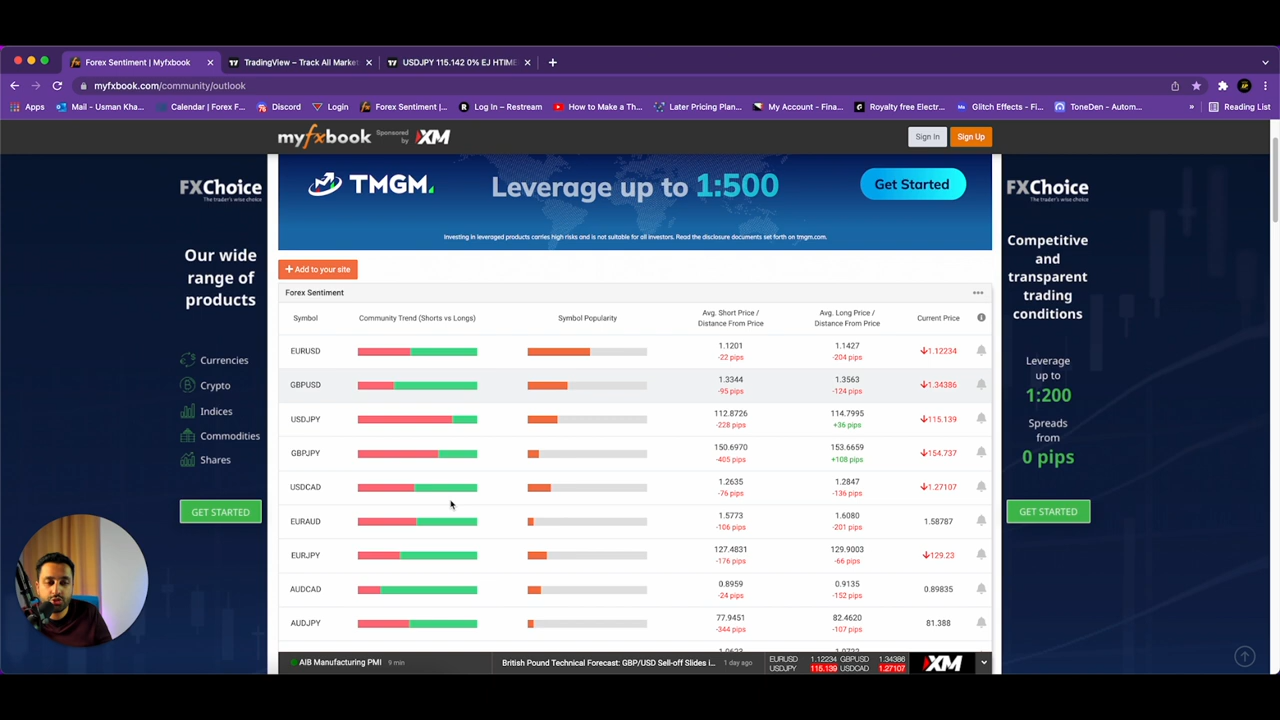 Forex Sentiment | Myfxbook
TradingView – Track All Market
USDJPY 115.142 0% EJ HTIME
myfxbook.com/community/outlook
Apps
Mail - Usman Kha...
Calendar | Forex F...
Discord
Login
Forex Sentiment |...
Log In – Restream
How to Make a Th...
Later Pricing Plan...
My Account - Fina...
Royalty free Electr...
Glitch Effects - Fi...
ToneDen - Autom...
»
Reading List
myfxbook Sponsored by XM
Sign In
Sign Up
TMGM
Leverage up to 1:500
Get Started
Investing in leveraged products carries high risks and is not suitable for all investors. Read the disclosure documents set forth on tmgm.com.
FXChoice
The trader's wise choice
Our wide
range of
products
Currencies
Crypto
Indices
Commodities
Shares
GET STARTED
+ Add to your site
Forex Sentiment
Symbol
Community Trend (Shorts vs Longs)
Symbol Popularity
Avg. Short Price /
Distance From Price
Avg. Long Price /
Distance From Price
Current Price
EURUSD
1.1201
-22 pips
1.1427
-204 pips
1.12234
GBPUSD
1.3344
-95 pips
1.3563
-124 pips
1.34386
USDJPY
112.8726
-228 pips
114.7995
+36 pips
115.139
GBPJPY
150.6970
-405 pips
153.6659
+108 pips
154.737
USDCAD
1.2635
-76 pips
1.2847
-136 pips
1.27107
EURAUD
1.5773
-106 pips
1.6080
-201 pips
1.58787
EURJPY
127.4831
-176 pips
129.9003
-66 pips
129.23
AUDCAD
0.8959
-24 pips
0.9135
-152 pips
0.89835
AUDJPY
77.9451
-344 pips
82.4620
-107 pips
81.388
FXChoice
The trader's wise choice
Competitive
and
transparent
trading
conditions
Leverage
up to
1:200
Spreads
from
0 pips
GET STARTED
AIB Manufacturing PMI 9 min
British Pound Technical Forecast: GBP/USD Sell-off Slides i... 1 day ago
EURUSD 1.12234 GBPUSD 1.34386
USDJPY 115.139 USDCAD 1.27107
XM